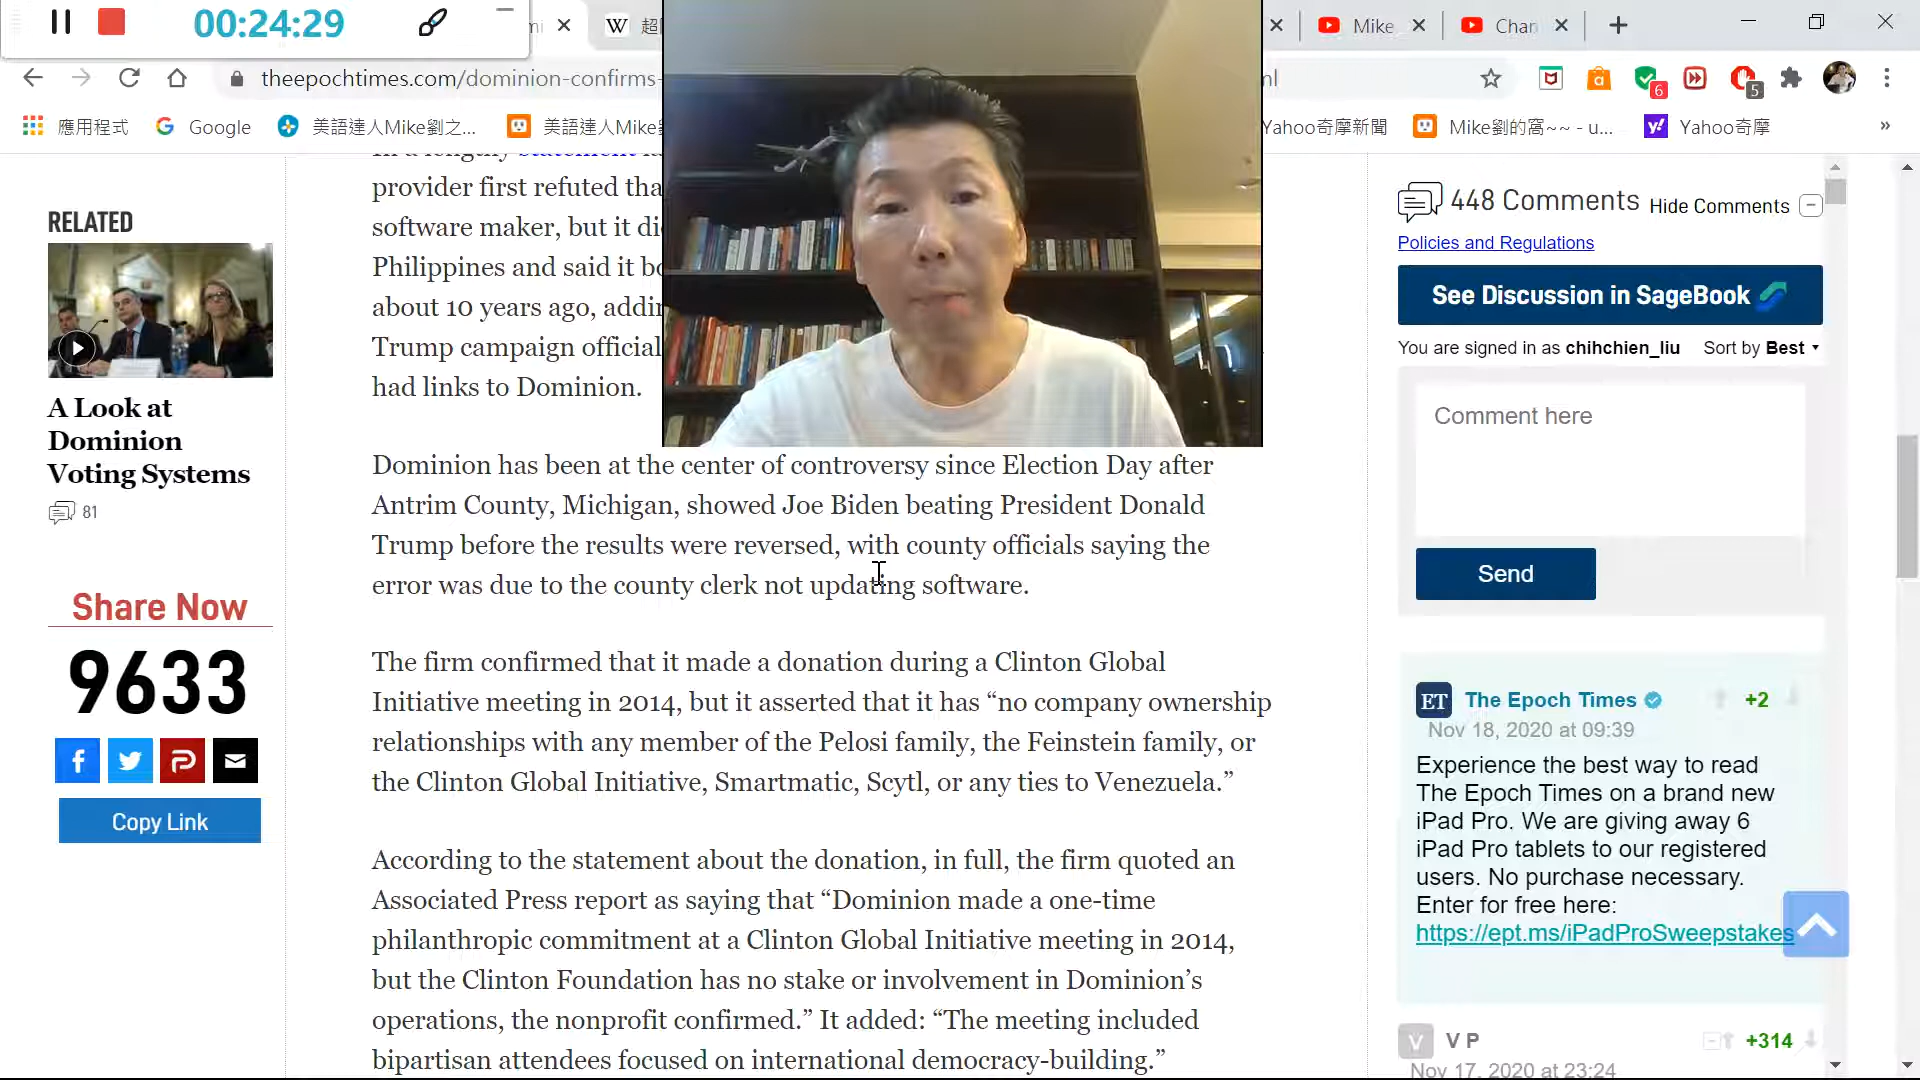 00:24:29
超
Mike
Chan
theepochtimes.com/dominion-confirms-
應用程式
Google
美語達人Mike劉之...
美語達人Mike
Yahoo奇摩新聞
Mike劉的窩~~ - u...
Yahoo奇摩
»
6
5
RELATED
A Look at
Dominion
Voting Systems
81
Share Now
9633
Copy Link
In a lengthy statement
provider first refuted tha
software maker, but it di
Philippines and said it bo
about 10 years ago, addin
Trump campaign official
had links to Dominion.
Dominion has been at the center of controversy since Election Day after
Antrim County, Michigan, showed Joe Biden beating President Donald
Trump before the results were reversed, with county officials saying the
error was due to the county clerk not updating software.
The firm confirmed that it made a donation during a Clinton Global
Initiative meeting in 2014, but it asserted that it has “no company ownership
relationships with any member of the Pelosi family, the Feinstein family, or
the Clinton Global Initiative, Smartmatic, Scytl, or any ties to Venezuela.”
According to the statement about the donation, in full, the firm quoted an
Associated Press report as saying that “Dominion made a one-time
philanthropic commitment at a Clinton Global Initiative meeting in 2014,
but the Clinton Foundation has no stake or involvement in Dominion’s
operations, the nonprofit confirmed.” It added: “The meeting included
bipartisan attendees focused on international democracy-building.”
448 Comments Hide Comments
Policies and Regulations
See Discussion in SageBook
You are signed in as chihchien_liu Sort by Best
Comment here
Send
ET The Epoch Times +2
Nov 18, 2020 at 09:39
Experience the best way to read
The Epoch Times on a brand new
iPad Pro. We are giving away 6
iPad Pro tablets to our registered
users. No purchase necessary.
Enter for free here:
https://ept.ms/iPadProSweepstakes
V V P +314
Nov 17, 2020 at 23:24